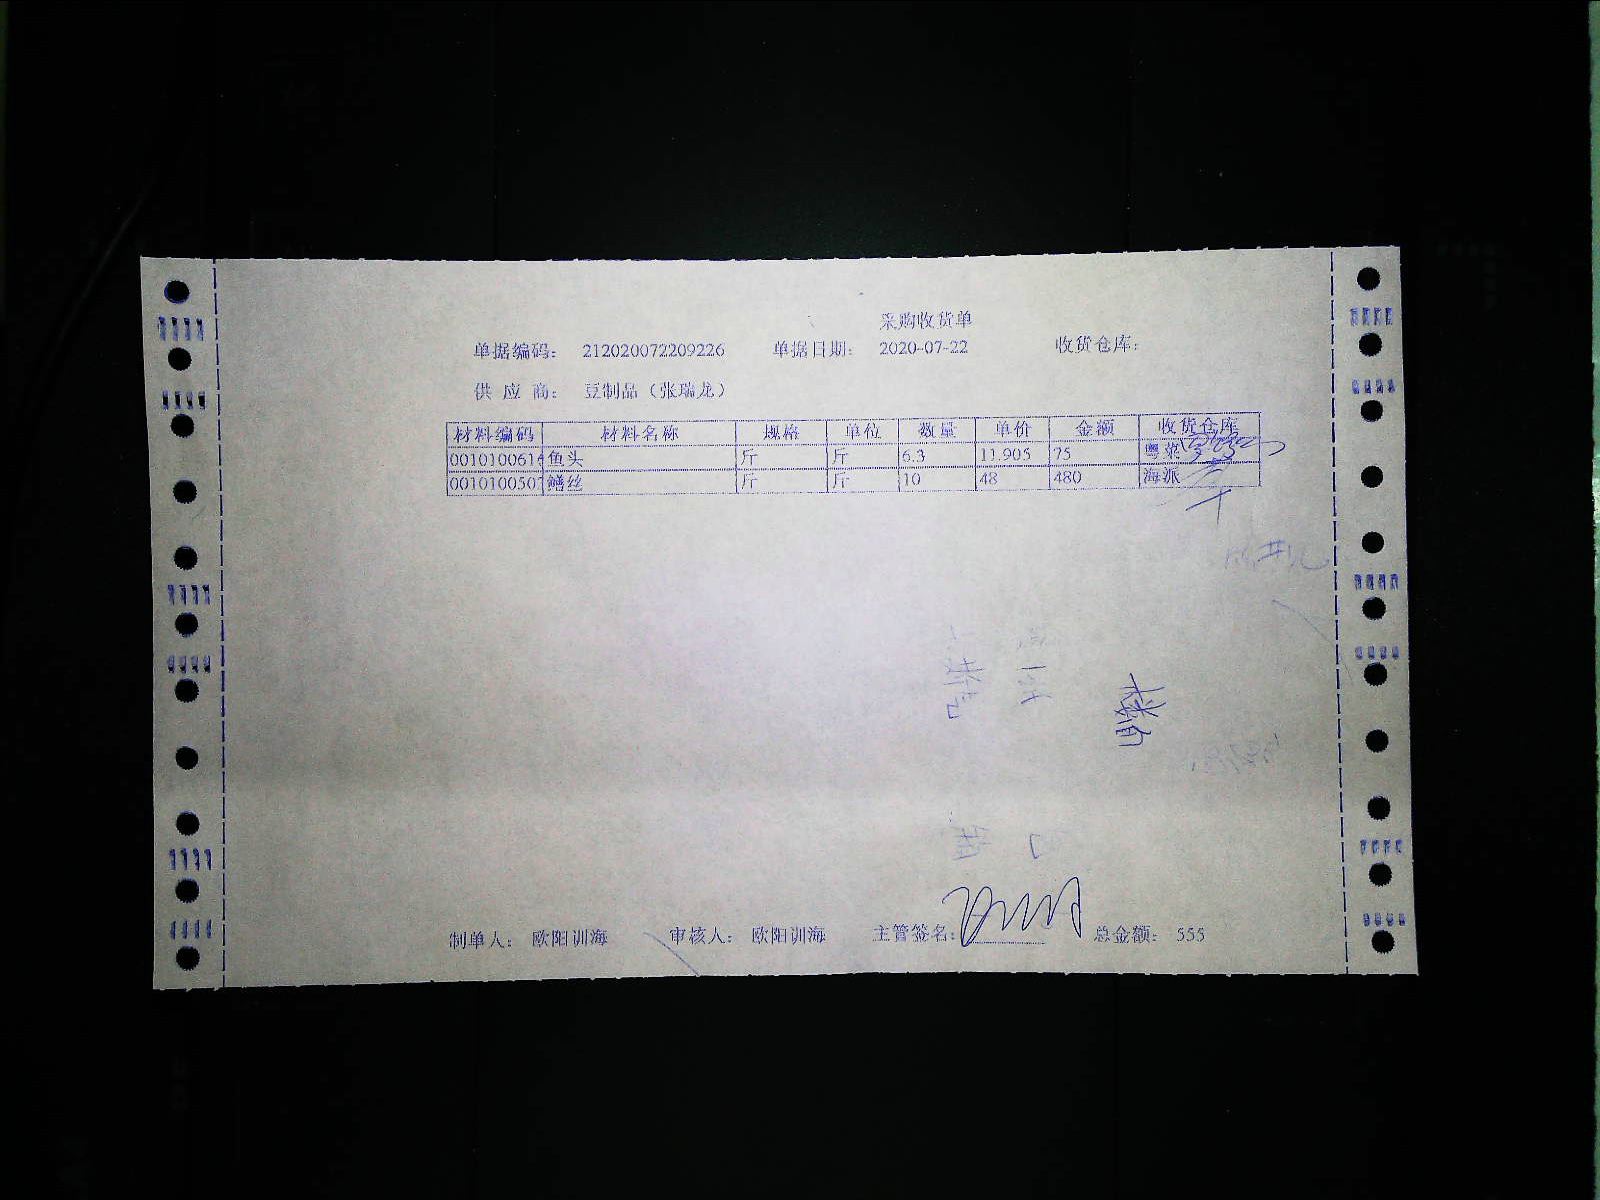 采购收货单
单据编码： 212020072209226 单据日期： 2020-07-22 收货仓库：
供 应 商： 豆制品（张瑞龙）
材料编码 材料名称 规格 单位 数量 单价 金额 收货仓库
0010100614 鱼头 斤 斤 6.3 11.905 75 粤菜
0010100507 鳝丝 斤 斤 10 48 480 海派
制单人： 欧阳训海 审核人： 欧阳训海 主管签名： 总金额： 555